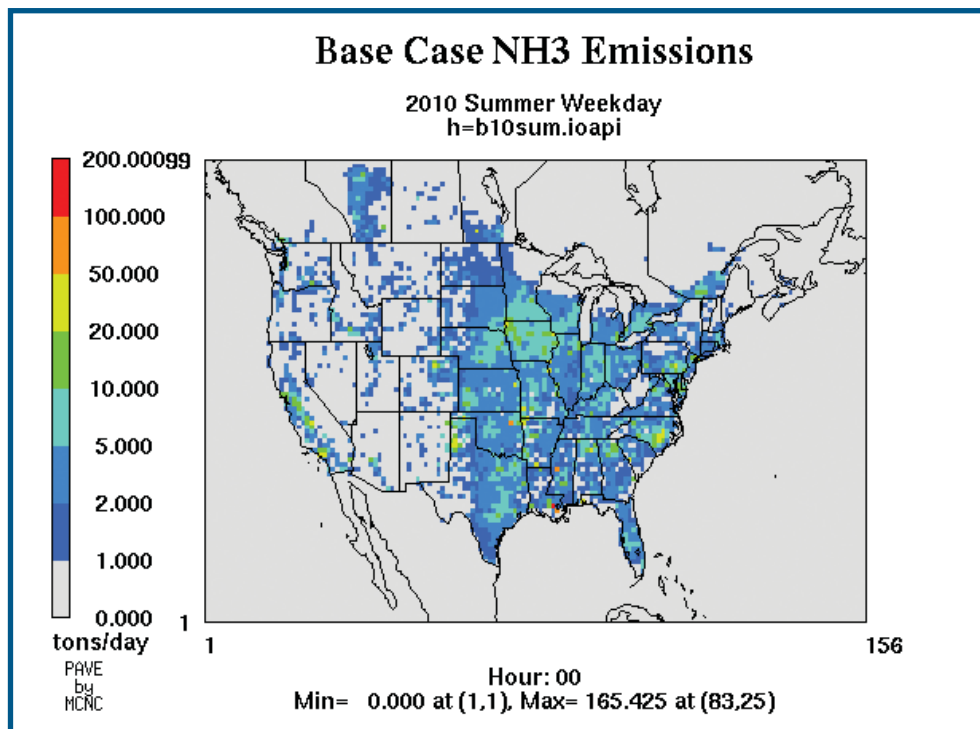 Base Case NH3 Emissions
2010 Summer Weekday
h=b10sum.ioapi
200.000
99
100.000
50.000
20.000
10.000
5.000
2.000
1.000
0.000
1
tons/day
1
156
PAVE
by
MCNC
Hour: 00
Min= 0.000 at (1,1), Max= 165.425 at (83,25)